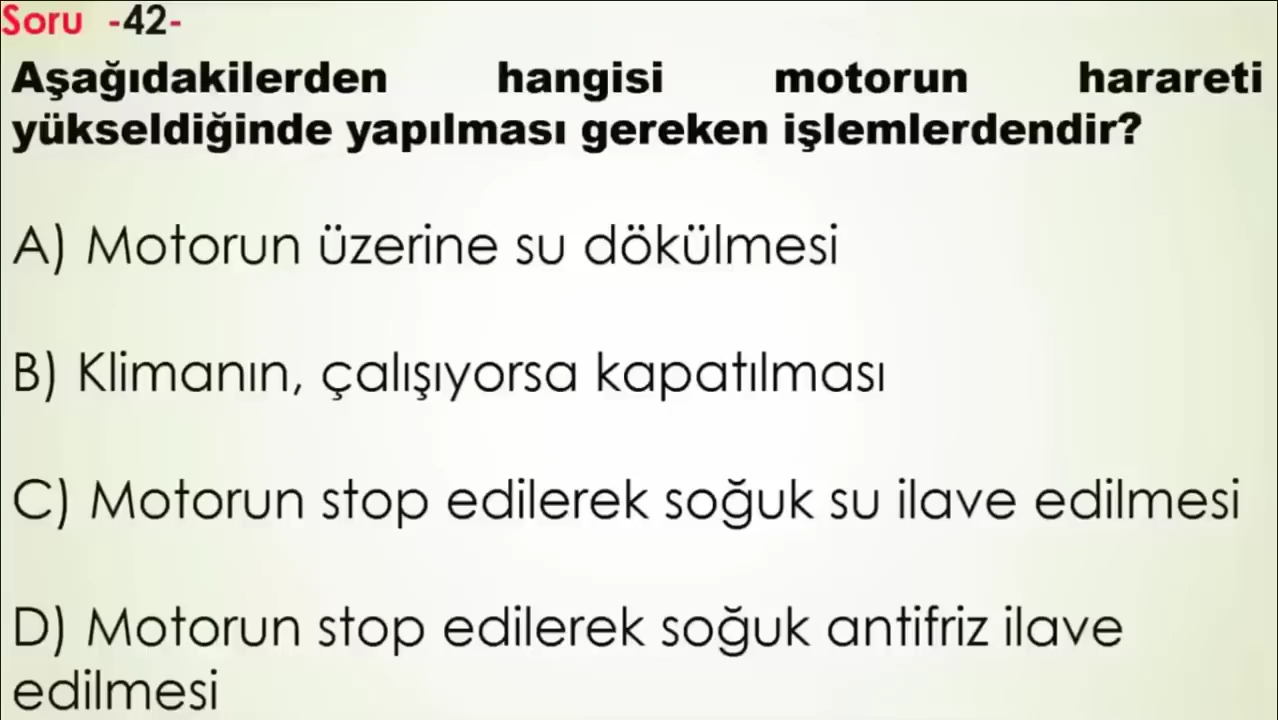 Soru -42-
Aşağıdakilerden hangisi motorun harareti
yükseldiğinde yapılması gereken işlemlerdendir?
A) Motorun üzerine su dökülmesi
B) Klimanın, çalışıyorsa kapatılması
C) Motorun stop edilerek soğuk su ilave edilmesi
D) Motorun stop edilerek soğuk antifriz ilave
edilmesi